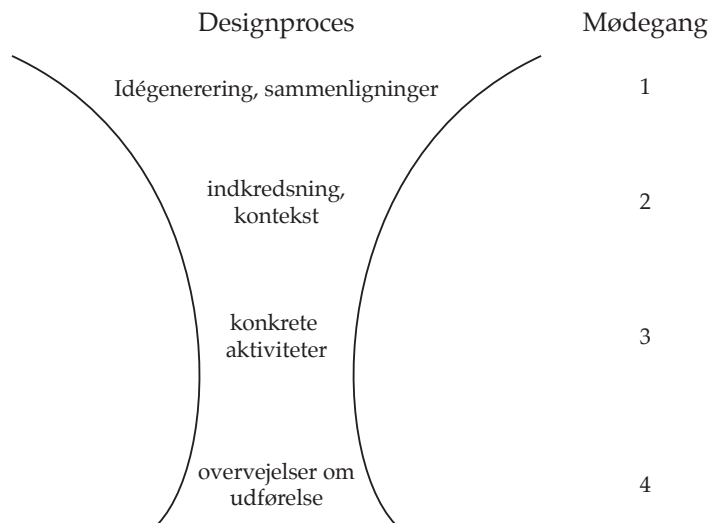 Designproces
Mødegang
Idégenerering, sammenligninger
1
indkredsning,
kontekst
2
konkrete
aktiviteter
3
overvejelser om
udførelse
4